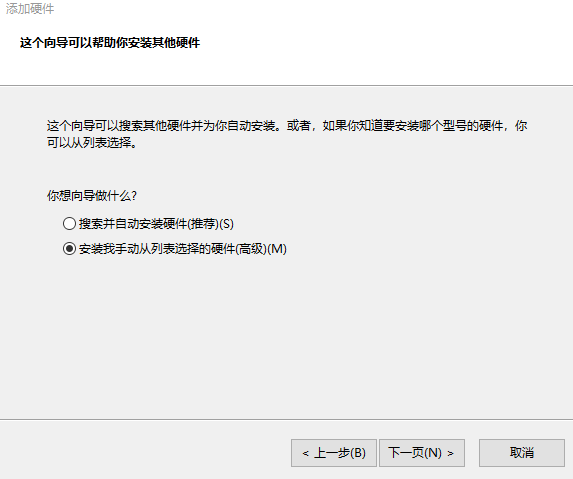 添加硬件
这个向导可以帮助你安装其他硬件
这个向导可以搜索其他硬件并为你自动安装。或者，如果你知道要安装哪个型号的硬件，你
可以从列表选择。
你想向导做什么?
搜索并自动安装硬件(推荐)(S)
安装我手动从列表选择的硬件(高级)(M)
< 上一步(B) 下一页(N) > 取消